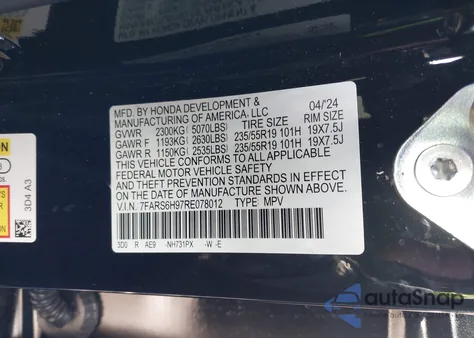 MFD. BY HONDA DEVELOPMENT &
MANUFACTURING OF AMERICA, LLC 04/'24
GVWR 2300KG( 5070LBS) TIRE SIZE RIM SIZE
GAWR F 1193KG( 2630LBS) 235/55R19 101H 19X7.5J
GAWR R 1150KG( 2535LBS) 235/55R19 101H 19X7.5J
THIS VEHICLE CONFORMS TO ALL APPLICABLE
FEDERAL MOTOR VEHICLE SAFETY
AND THEFT PREVENTION STANDARDS IN EFFECT
ON THE DATE OF MANUFACTURE SHOWN ABOVE.
V.I.N. 7FARS6H97RE078012 TYPE MPV
3D0 R AE9 -NH731PX -W -E
3D4 A3
autoSnap